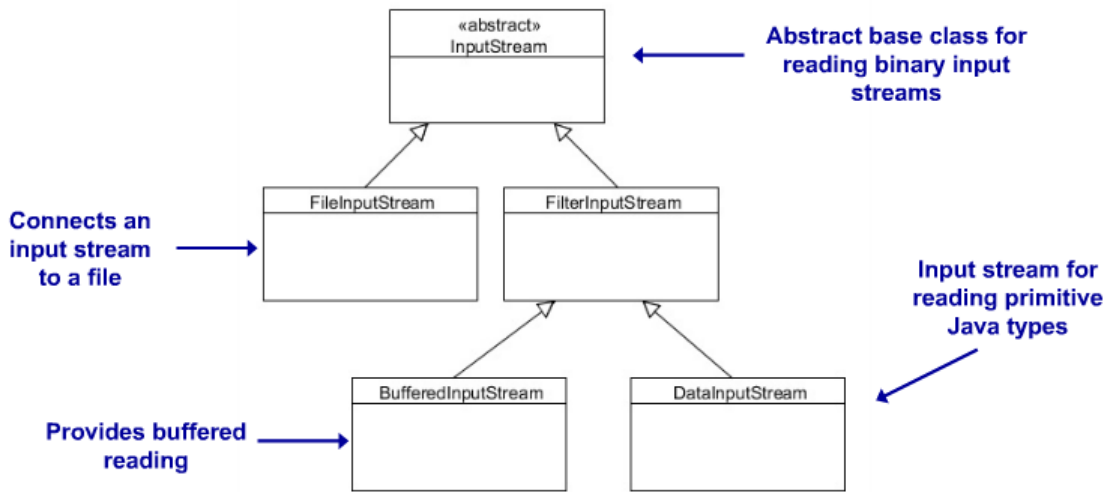 «abstract»
InputStream
Abstract base class for
reading binary input
streams
FileInputStream
FilterInputStream
Connects an
input stream
to a file
Input stream for
reading primitive
Java types
BufferedInputStream
DataInputStream
Provides buffered
reading